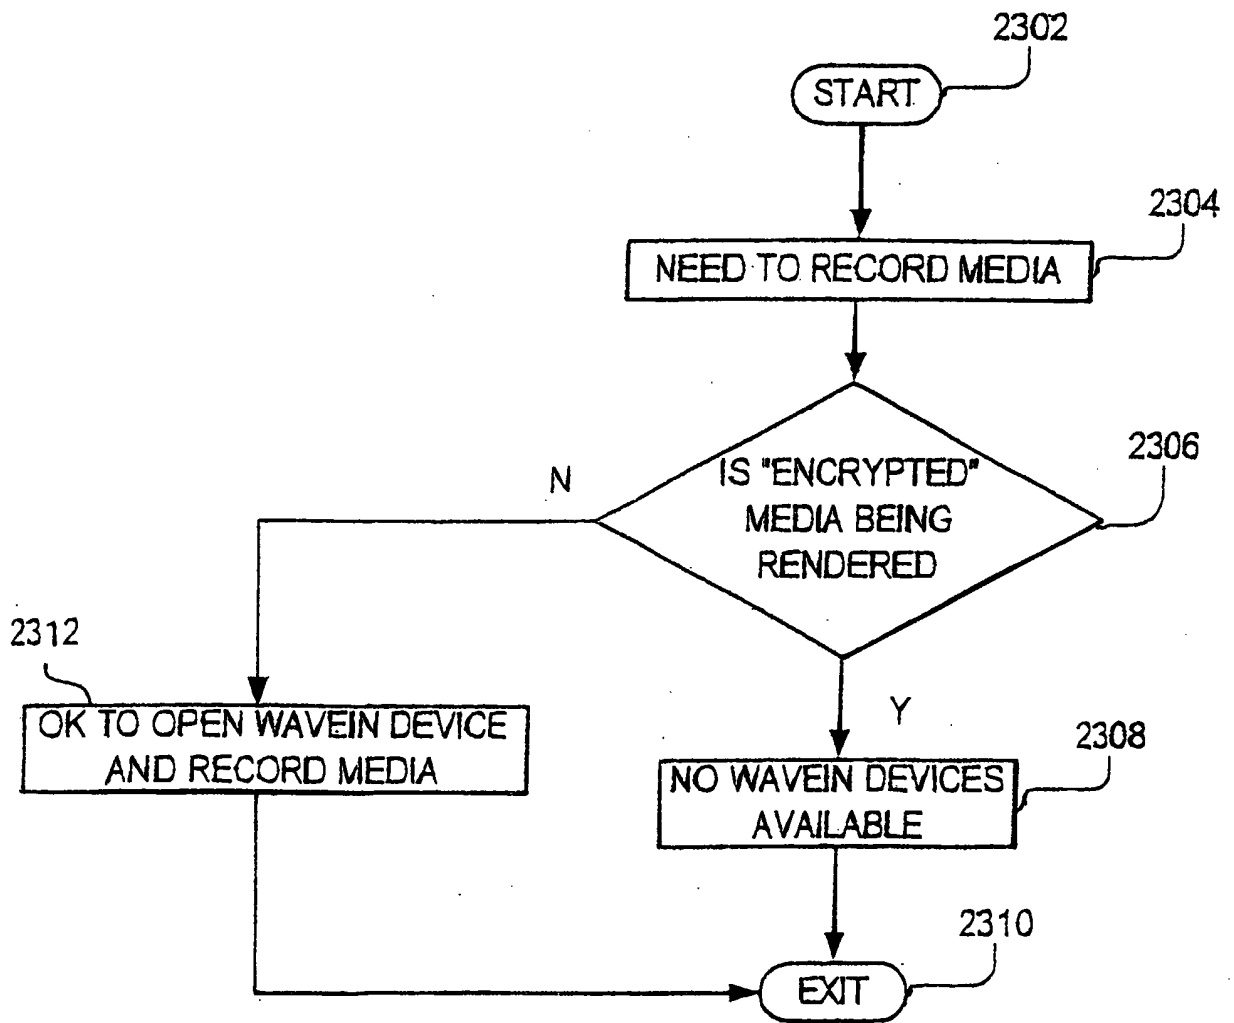 2302
START
2304
NEED TO RECORD MEDIA
2306
IS "ENCRYPTED"
MEDIA BEING
RENDERED
N
2312
OK TO OPEN WAVEIN DEVICE
AND RECORD MEDIA
Y
2308
NO WAVEIN DEVICES
AVAILABLE
2310
EXIT